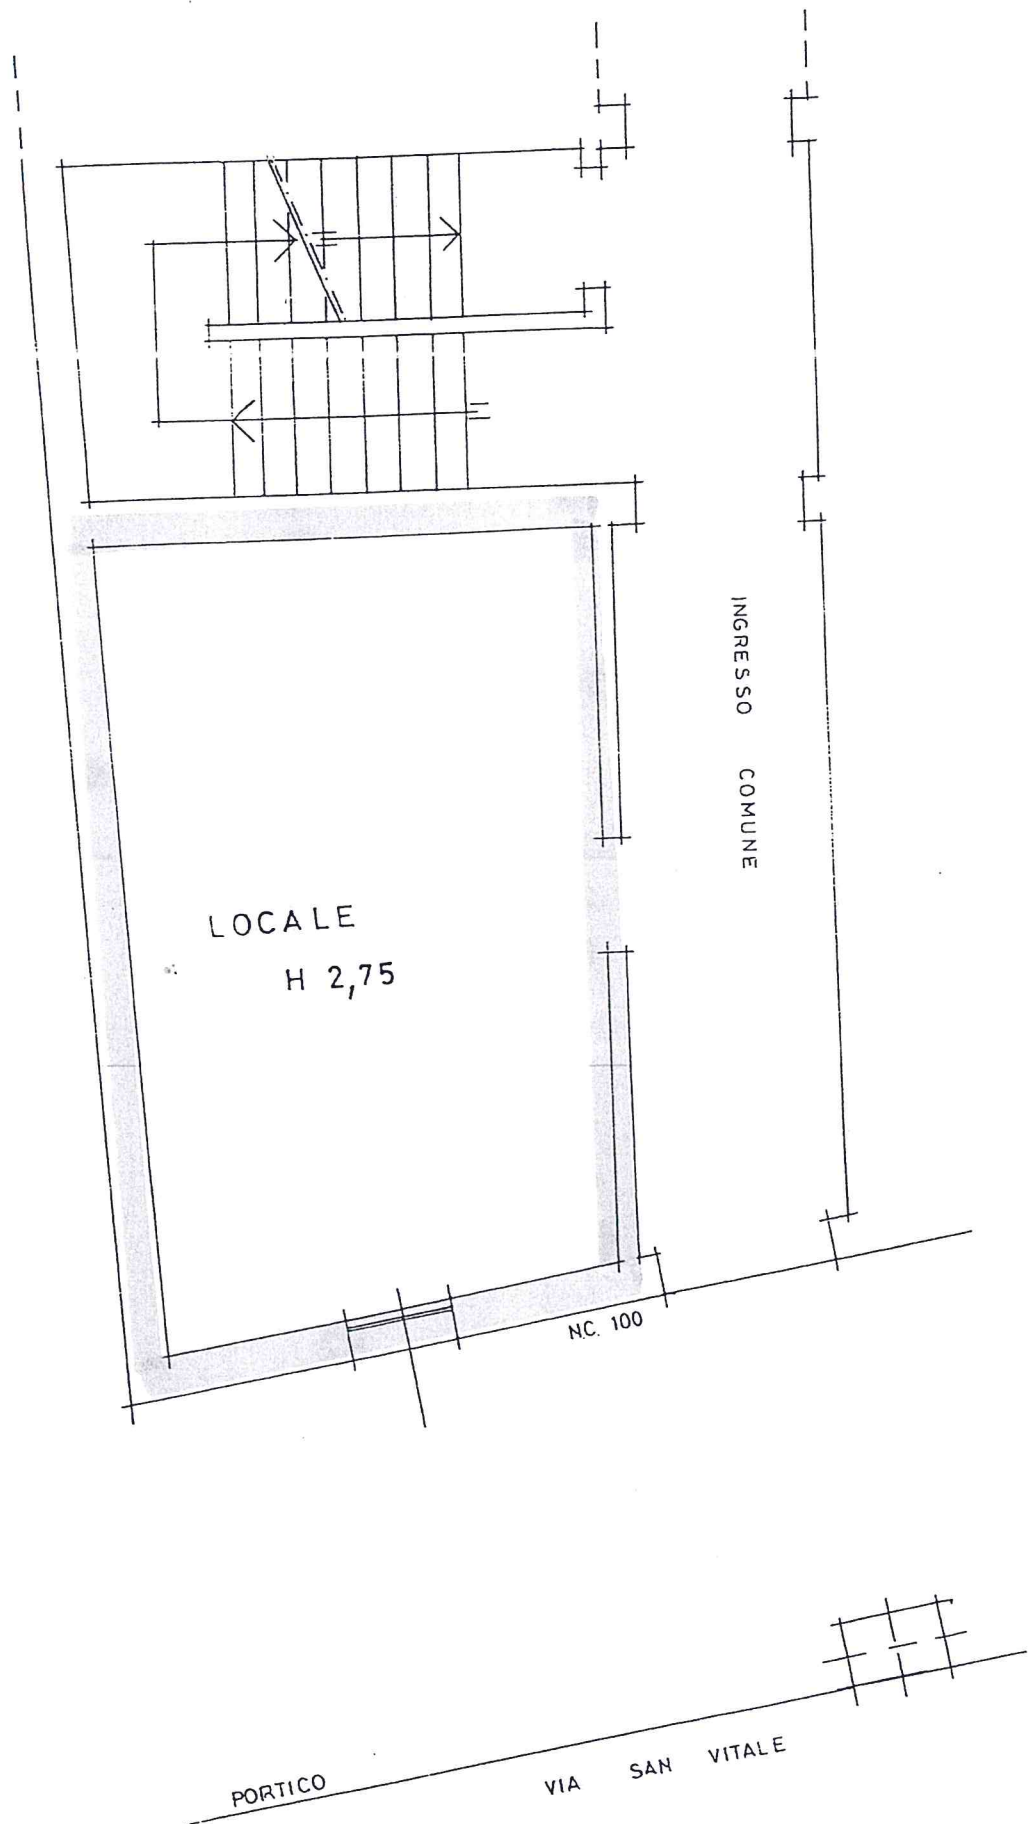 INGRESSO COMUNE
LOCALE
H 2,75
N.C. 100
PORTICO
VIA SAN VITALE